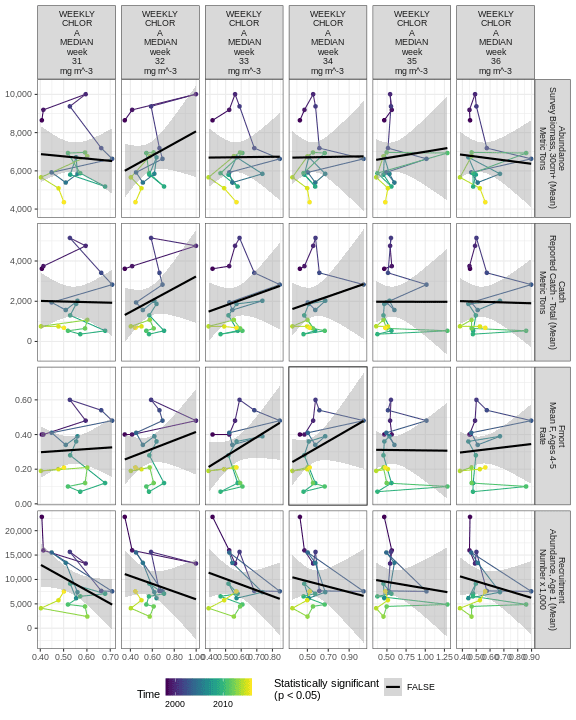 WEEKLY WEEKLY WEEKLY WEEKLY WEEKLY WEEKLY
CHLOR CHLOR CHLOR CHLOR CHLOR CHLOR
A A A A A A
MEDIAN MEDIAN MEDIAN MEDIAN MEDIAN MEDIAN
week week week week week week
31 32 33 34 35 36
mg m^-3 mg m^-3 mg m^-3 mg m^-3 mg m^-3 mg m^-3
10,000
8,000
6,000
4,000
Abundance
Survey Biomass, 30cm+ (Mean)
Metric Tons
4,000
2,000
0
Catch
Reported Catch - Total (Mean)
Metric Tons
0.60
0.40
0.20
0.00
Fmort
Mean F, Ages 4-5
Rate
20,000
15,000
10,000
5,000
0
Recruitment
Abundance, Age 1 (Mean)
Number x 1,000
0.40 0.50 0.60 0.70 0.40 0.60 0.80 1.00 0.40 0.50 0.60 0.70 0.80 0.50 0.70 0.90 0.50 0.75 1.00 1.25 0.40 0.50 0.60 0.70 0.80 0.90
Time
2000 2010
Statistically significant
(p < 0.05)
FALSE